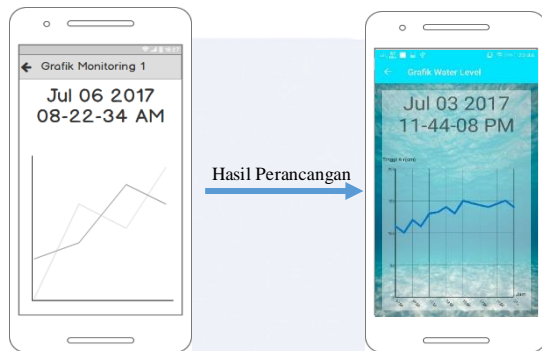 Grafik Monitoring 1
Jul 06 2017
08-22-34 AM
Hasil Perancangan
Grafik Water Level
Jul 03 2017
11-44-08 PM